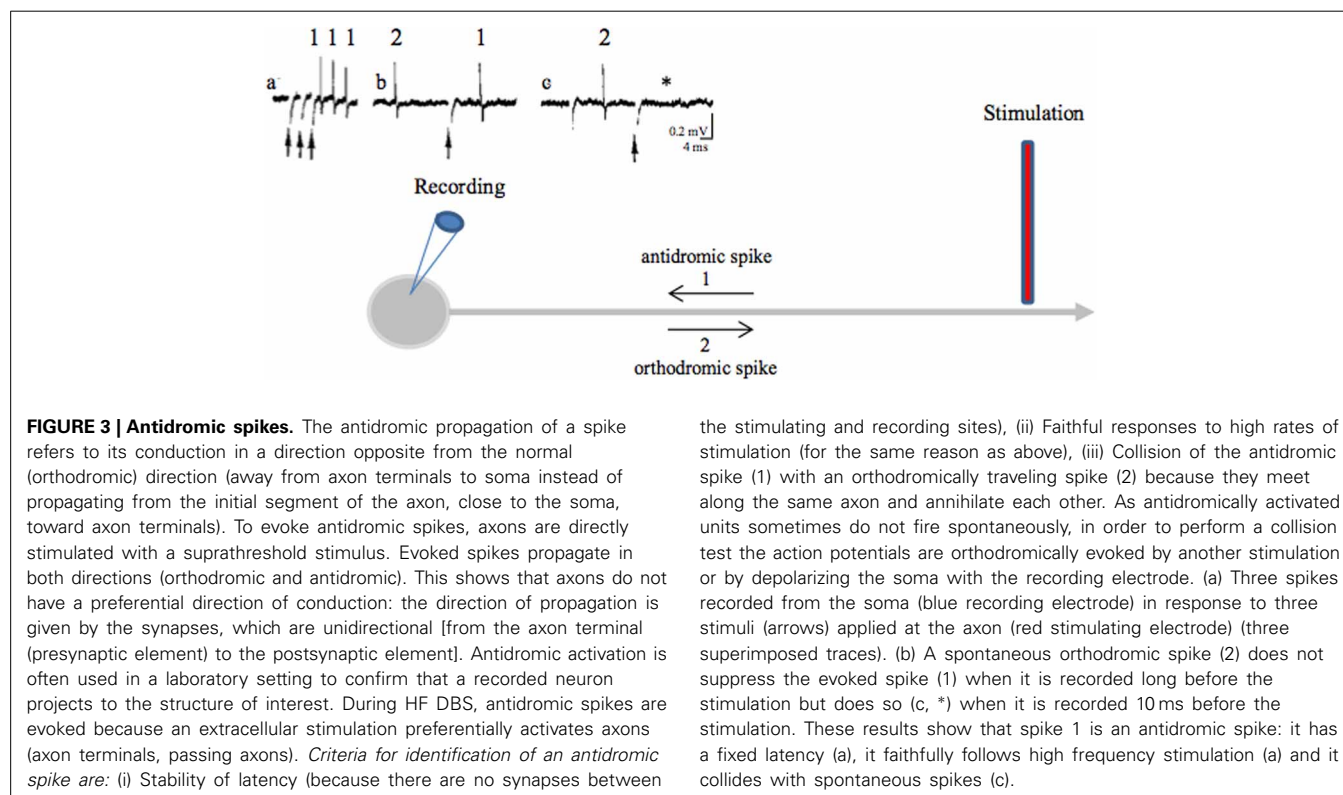 1 1 1 2 1 2
a b c *
0.2 mV
4 ms
Stimulation
Recording
antidromic spike
1
2
orthodromic spike
FIGURE 3 | Antidromic spikes. The antidromic propagation of a spike
refers to its conduction in a direction opposite from the normal
(orthodromic) direction (away from axon terminals to soma instead of
propagating from the initial segment of the axon, close to the soma,
toward axon terminals). To evoke antidromic spikes, axons are directly
stimulated with a suprathreshold stimulus. Evoked spikes propagate in
both directions (orthodromic and antidromic). This shows that axons do not
have a preferential direction of conduction: the direction of propagation is
given by the synapses, which are unidirectional [from the axon terminal
(presynaptic element) to the postsynaptic element]. Antidromic activation is
often used in a laboratory setting to confirm that a recorded neuron
projects to the structure of interest. During HF DBS, antidromic spikes are
evoked because an extracellular stimulation preferentially activates axons
(axon terminals, passing axons). Criteria for identification of an antidromic
spike are: (i) Stability of latency (because there are no synapses between
the stimulating and recording sites), (ii) Faithful responses to high rates of
stimulation (for the same reason as above), (iii) Collision of the antidromic
spike (1) with an orthodromically traveling spike (2) because they meet
along the same axon and annihilate each other. As antidromically activated
units sometimes do not fire spontaneously, in order to perform a collision
test the action potentials are orthodromically evoked by another stimulation
or by depolarizing the soma with the recording electrode. (a) Three spikes
recorded from the soma (blue recording electrode) in response to three
stimuli (arrows) applied at the axon (red stimulating electrode) (three
superimposed traces). (b) A spontaneous orthodromic spike (2) does not
suppress the evoked spike (1) when it is recorded long before the
stimulation but does so (c, *) when it is recorded 10 ms before the
stimulation. These results show that spike 1 is an antidromic spike: it has
a fixed latency (a), it faithfully follows high frequency stimulation (a) and it
collides with spontaneous spikes (c).